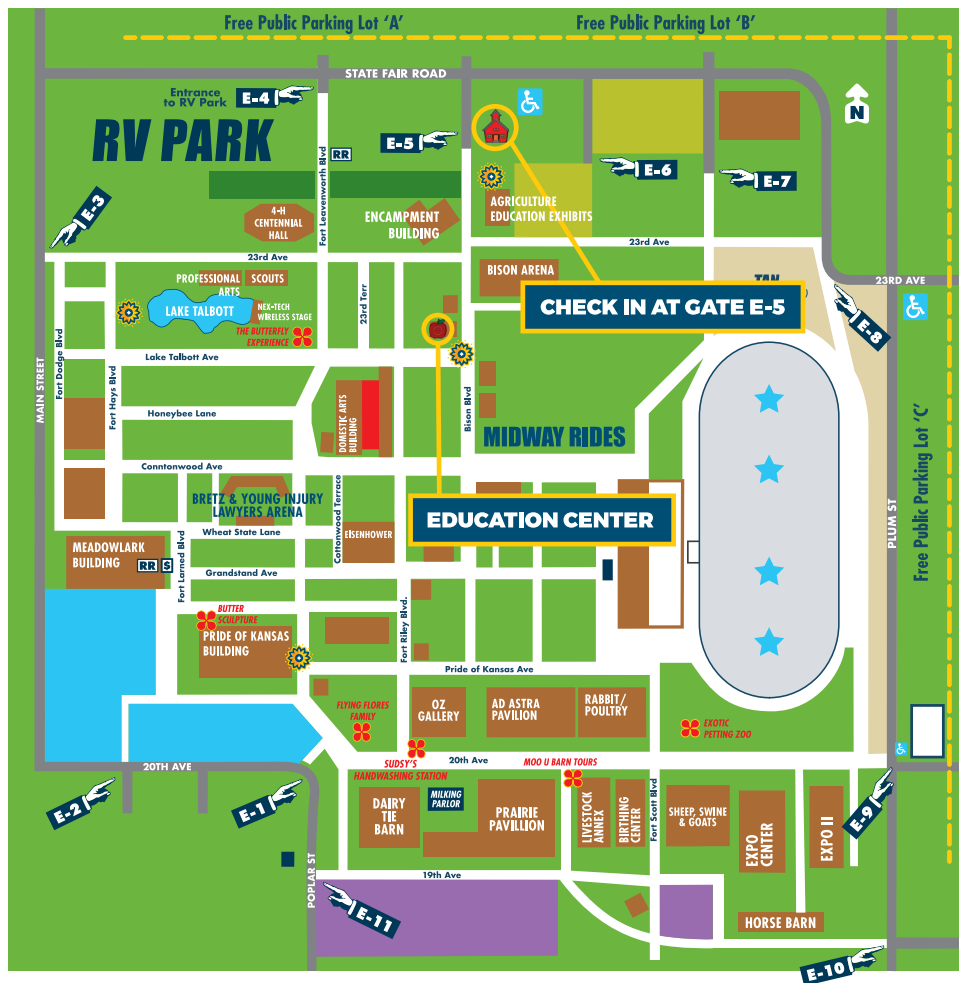 Free Public Parking Lot 'A'
Free Public Parking Lot 'B'
STATE FAIR ROAD
Entrance
to RV Park
E-4
RV PARK
RR
E-5
N
E-6
E-7
E-3
Fort Leavenworth Blvd
4-H
CENTENNIAL
HALL
ENCAMPMENT
BUILDING
AGRICULTURE
EDUCATION EXHIBITS
23rd Ave
23rd Ave
23RD AVE
PROFESSIONAL
ARTS
SCOUTS
BISON ARENA
TAN
LAKE TALBOTT
NEX-TECH
WIRELESS STAGE
THE BUTTERFLY
EXPERIENCE
23rd Terr
CHECK IN AT GATE E-5
E-8
Fort Dodge Blvd
Lake Talbott Ave
MAIN STREET
Fort Hays Blvd
Honeybee Lane
DOMESTIC ARTS
BUILDING
Bison Blvd
MIDWAY RIDES
Free Public Parking Lot 'C'
PLUM ST
Conntonwood Ave
BRETZ & YOUNG INJURY
LAWYERS ARENA
Cottonwood Terrace
EDUCATION CENTER
Wheat State Lane
EISENHOWER
MEADOWLARK
BUILDING
RR
$
Fort Larned Blvd
Grandstand Ave
BUTTER
SCULPTURE
PRIDE OF KANSAS
BUILDING
Fort Riley Blvd.
Pride of Kansas Ave
FLYING FLORES
FAMILY
OZ
GALLERY
AD ASTRA
PAVILION
RABBIT/
POULTRY
EXOTIC
PETTING ZOO
20TH AVE
SUDSY'S
HANDWASHING STATION
20th Ave
MOO U BARN TOURS
E-2
E-1
DAIRY
TIE
BARN
MILKING
PARLOR
PRAIRIE
PAVILLION
LIVESTOCK
ANNEX
BIRTHING
CENTER
Fort Scott Blvd
SHEEP, SWINE
& GOATS
EXPO
CENTER
EXPO II
E-9
POPLAR ST
19th Ave
E-11
HORSE BARN
E-10